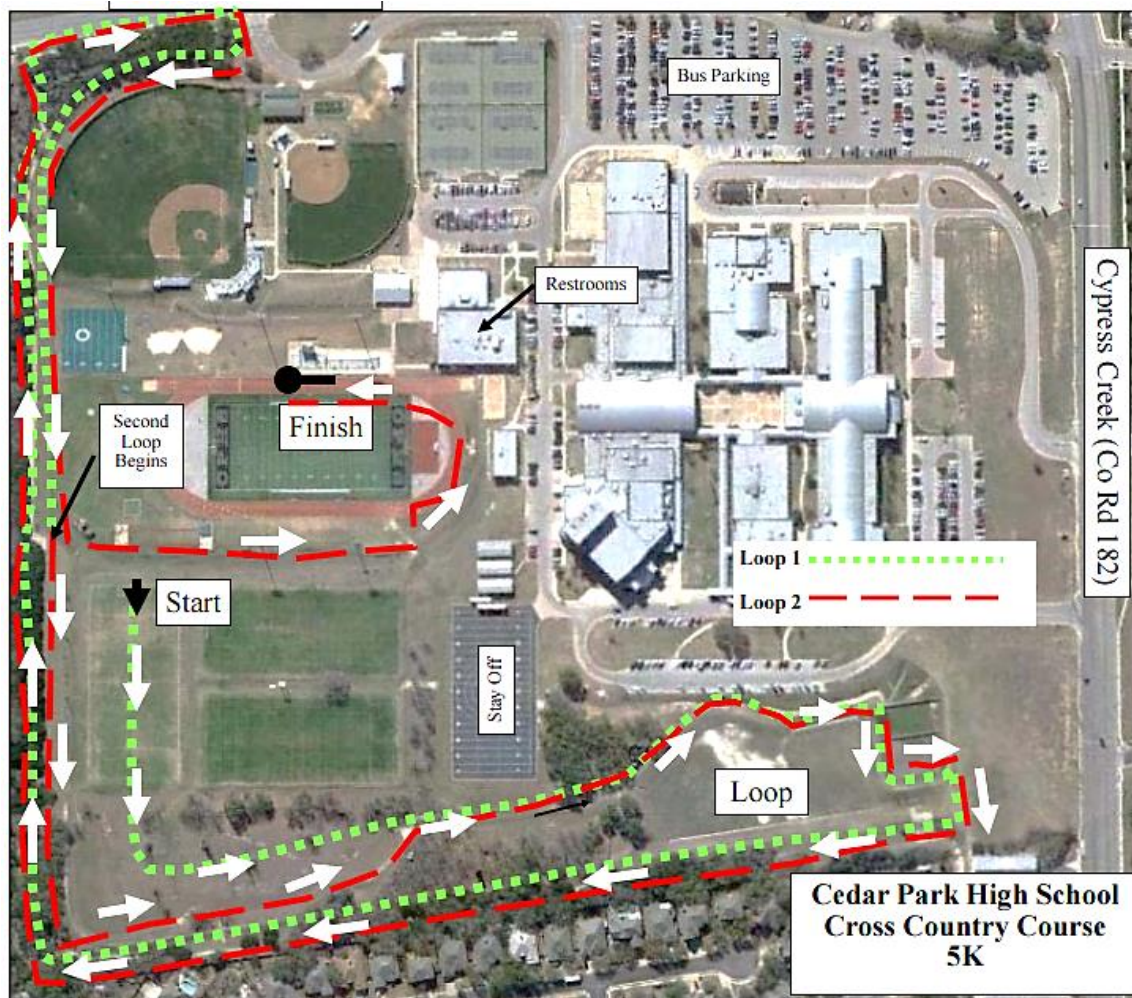 Bus Parking
Restrooms
Cypress Creek (Co Rd 182)
Finish
Second
Loop
Begins
Loop 1
Loop 2
Start
Stay Off
Loop
Cedar Park High School
Cross Country Course
5K